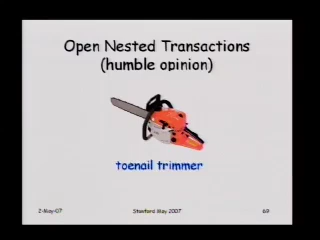 Open Nested Transactions
(humble opinion)
toenail trimmer
2-May-07
Stanford May 2007
69